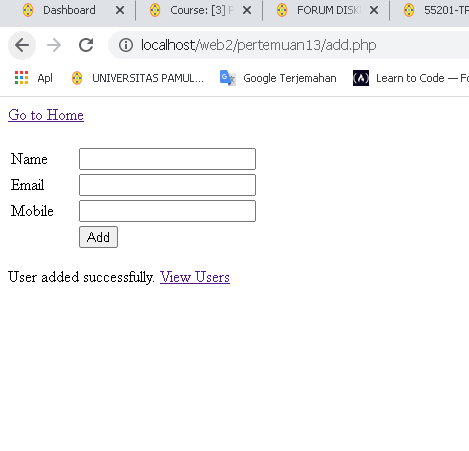 Dashboard Course: [3] FORUM DISK 55201-TP
localhost/web2/pertemuan13/add.php
Apl UNIVERSITAS PAMUL... Google Terjemahan Learn to Code — Fo
Go to Home
Name
Email
Mobile
Add
User added successfully. View Users